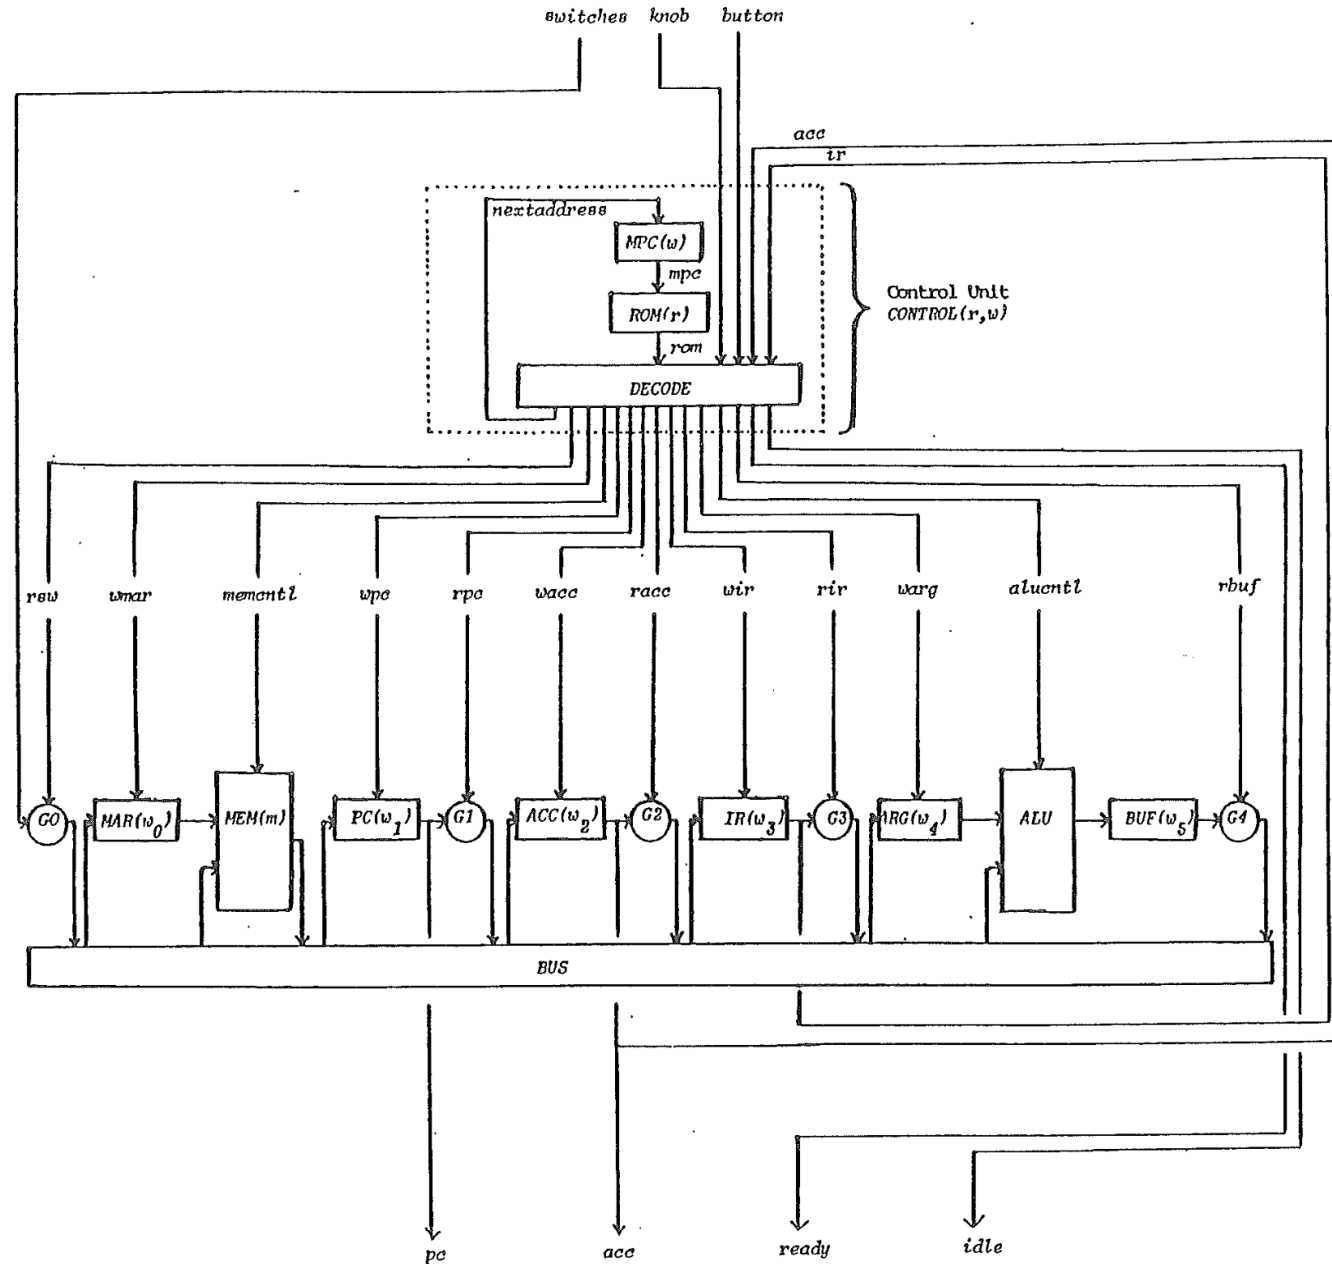 switches knob button
acc
ir
nextaddress
MPC(w)
mpc
ROM(r)
rom
DECODE
Control Unit
CONTROL(r,w)
rsw wmar memcntl wpc rpc wacc racc wir rir warg alucntl rbuf
G0 MAR(w0) MEM(m) PC(w1) G1 ACC(w2) G2 IR(w3) G3 ARG(w4) ALU BUF(w5) G4
BUS
pc acc ready idle